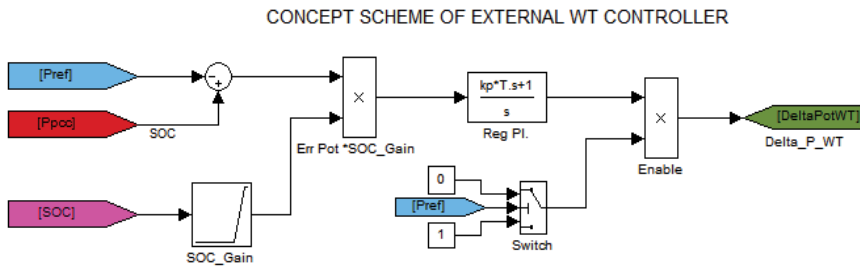 CONCEPT SCHEME OF EXTERNAL WT CONTROLLER
[Pref]
−
+
[Ppcc]
SOC
×
Err Pot *SOC_Gain
kp*T.s+1
s
Reg PI.
×
Enable
[DeltaPotWT]
Delta_P_WT
[SOC]
SOC_Gain
0
[Pref]
1
Switch